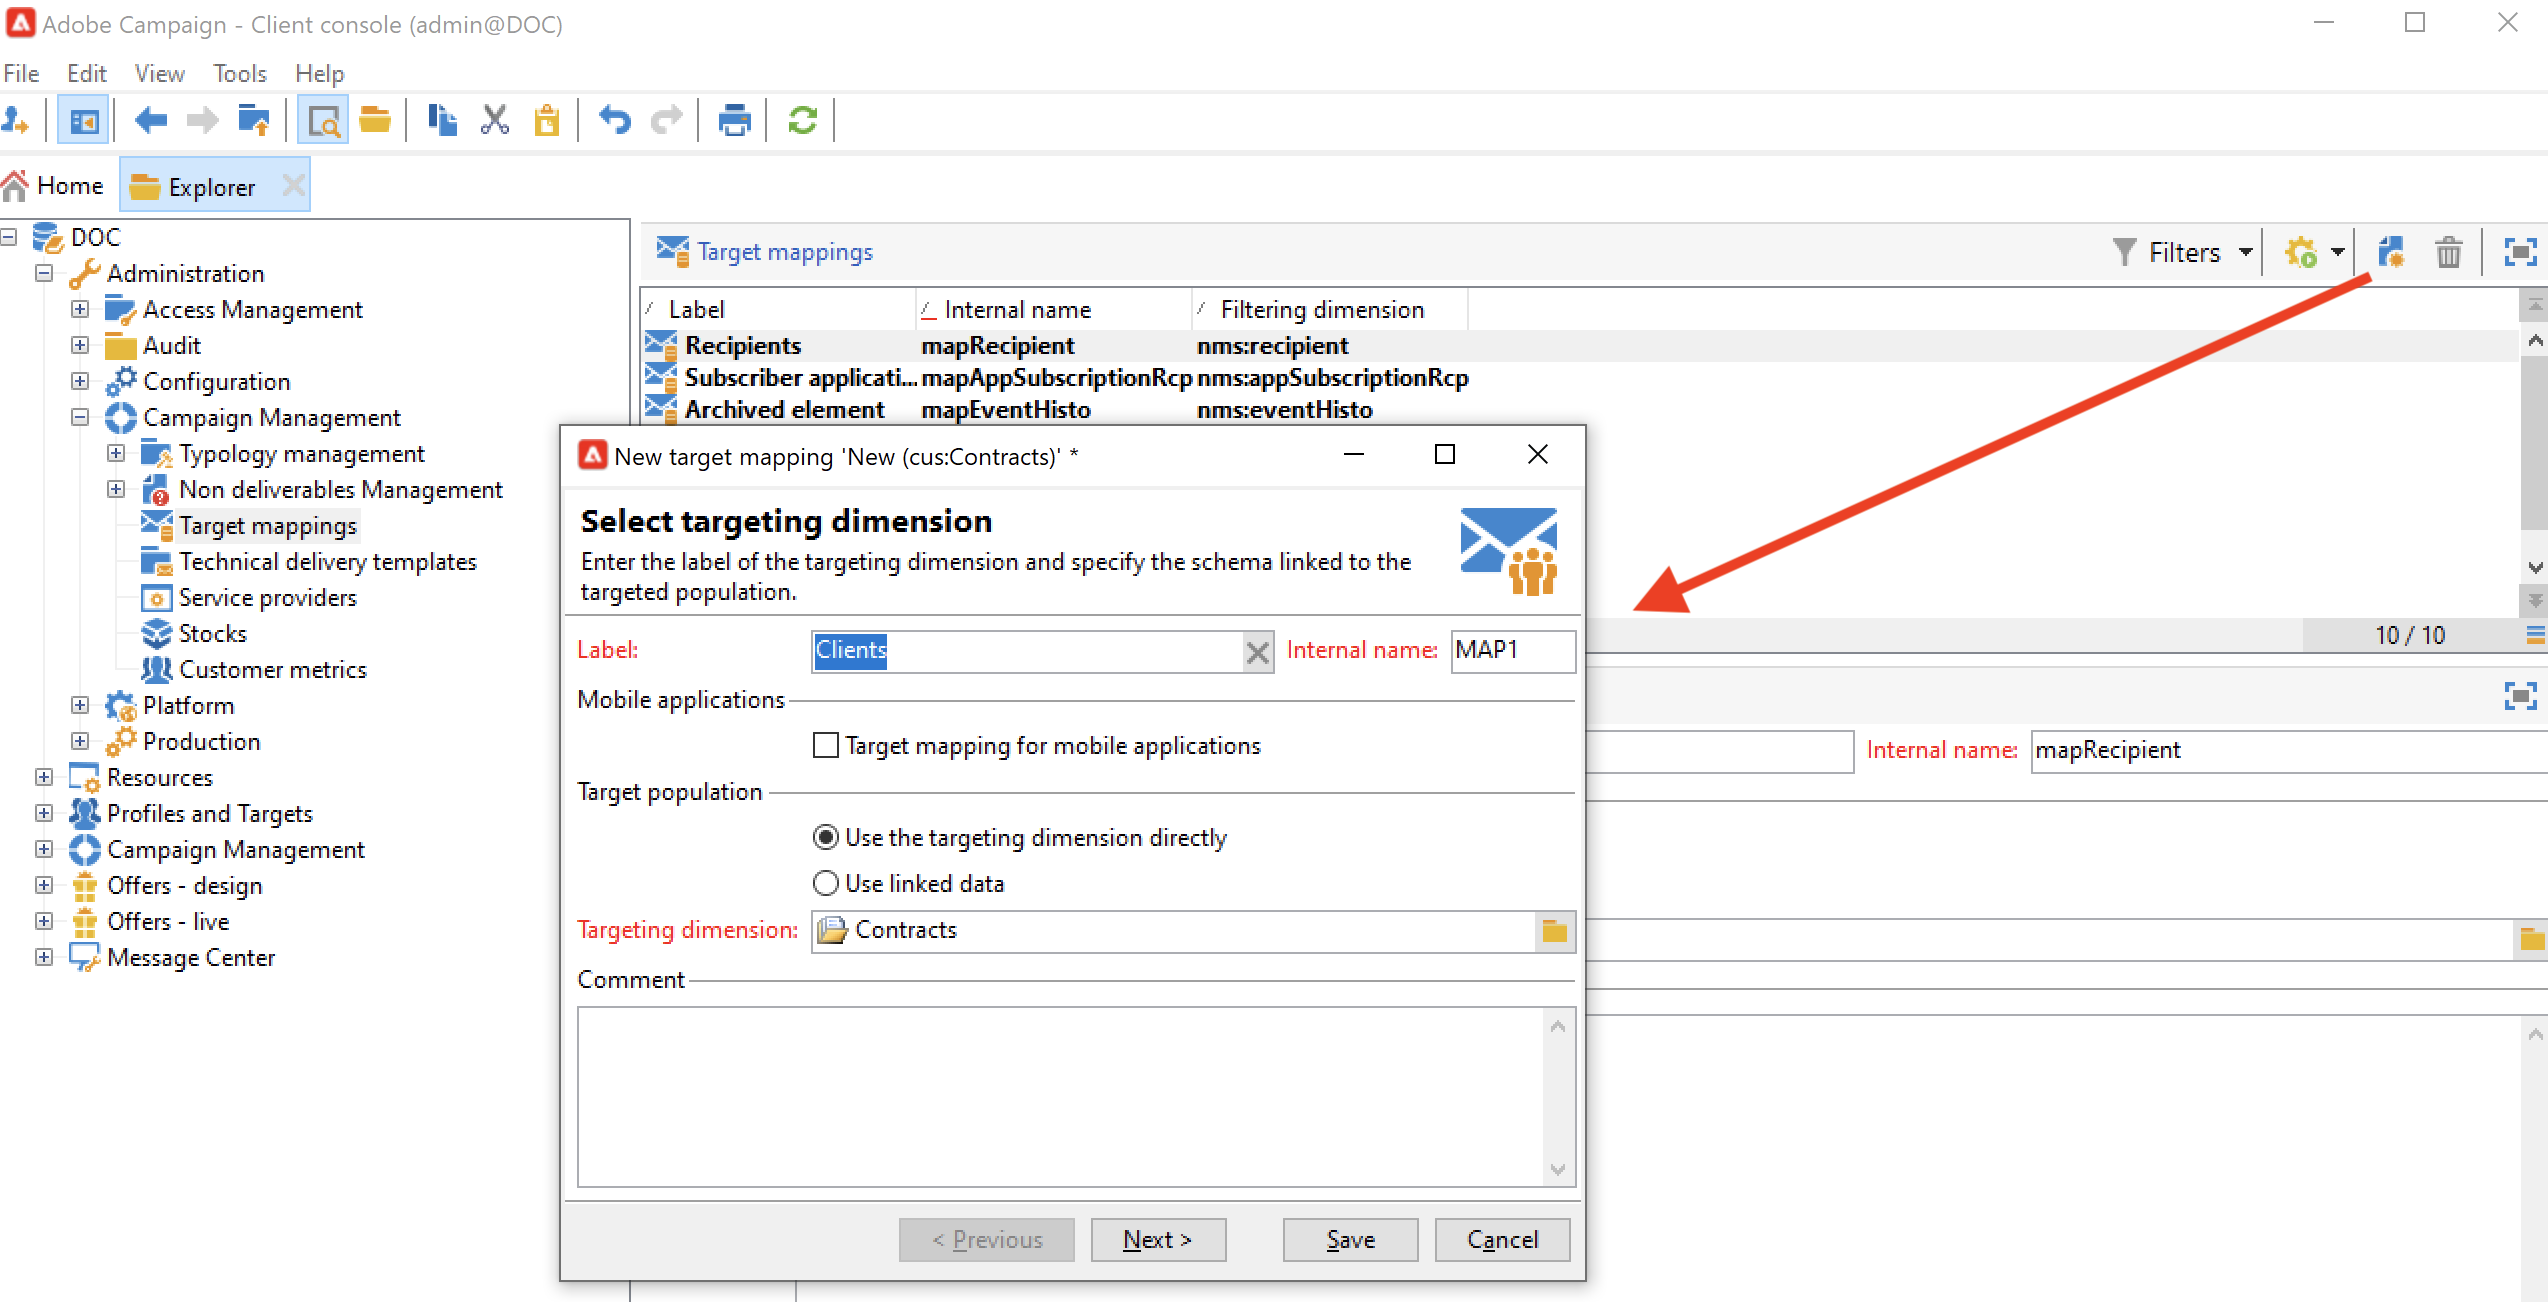 Adobe Campaign - Client console (admin@DOC)
File Edit View Tools Help
Home Explorer
DOC
Administration
Access Management
Audit
Configuration
Campaign Management
Typology management
Non deliverables Management
Target mappings
Technical delivery templates
Service providers
Stocks
Customer metrics
Platform
Production
Resources
Profiles and Targets
Campaign Management
Offers - design
Offers - live
Message Center
Target mappings Filters
Label Internal name Filtering dimension
Recipients mapRecipient nms:recipient
Subscriber applicati... mapAppSubscriptionRcp nms:appSubscriptionRcp
Archived element mapEventHisto nms:eventHisto
10 / 10
Internal name: mapRecipient
New target mapping 'New (cus:Contracts)' *
Select targeting dimension
Enter the label of the targeting dimension and specify the schema linked to the
targeted population.
Label: Clients Internal name: MAP1
Mobile applications
Target mapping for mobile applications
Target population
Use the targeting dimension directly
Use linked data
Targeting dimension: Contracts
Comment
< Previous Next > Save Cancel